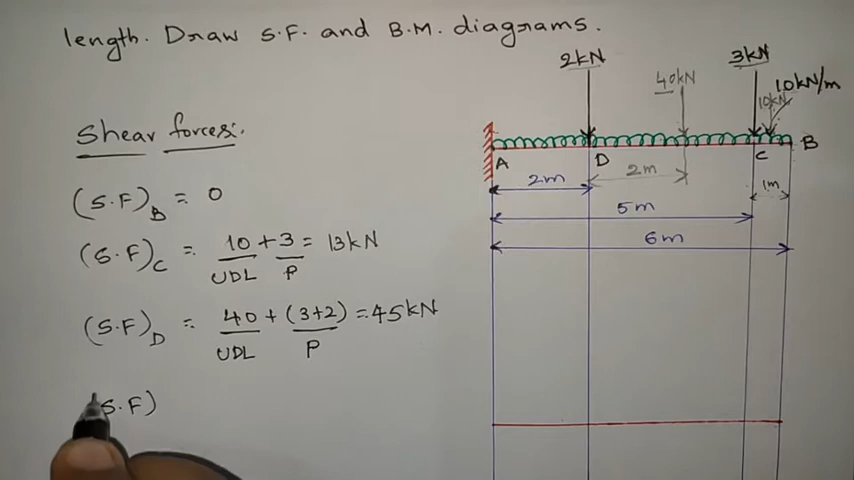 length. Draw S.F. and B.M. diagrams.
Shear forces:
(S.F)B = 0
(S.F)C = 10 + 3 = 13kN
UDL P
(S.F)D = 40 + (3+2) = 45kN
UDL P
(S.F)
2kN
40kN
3kN
10kN
10kN/m
A
D
C
B
2m
2m
1m
5m
6m